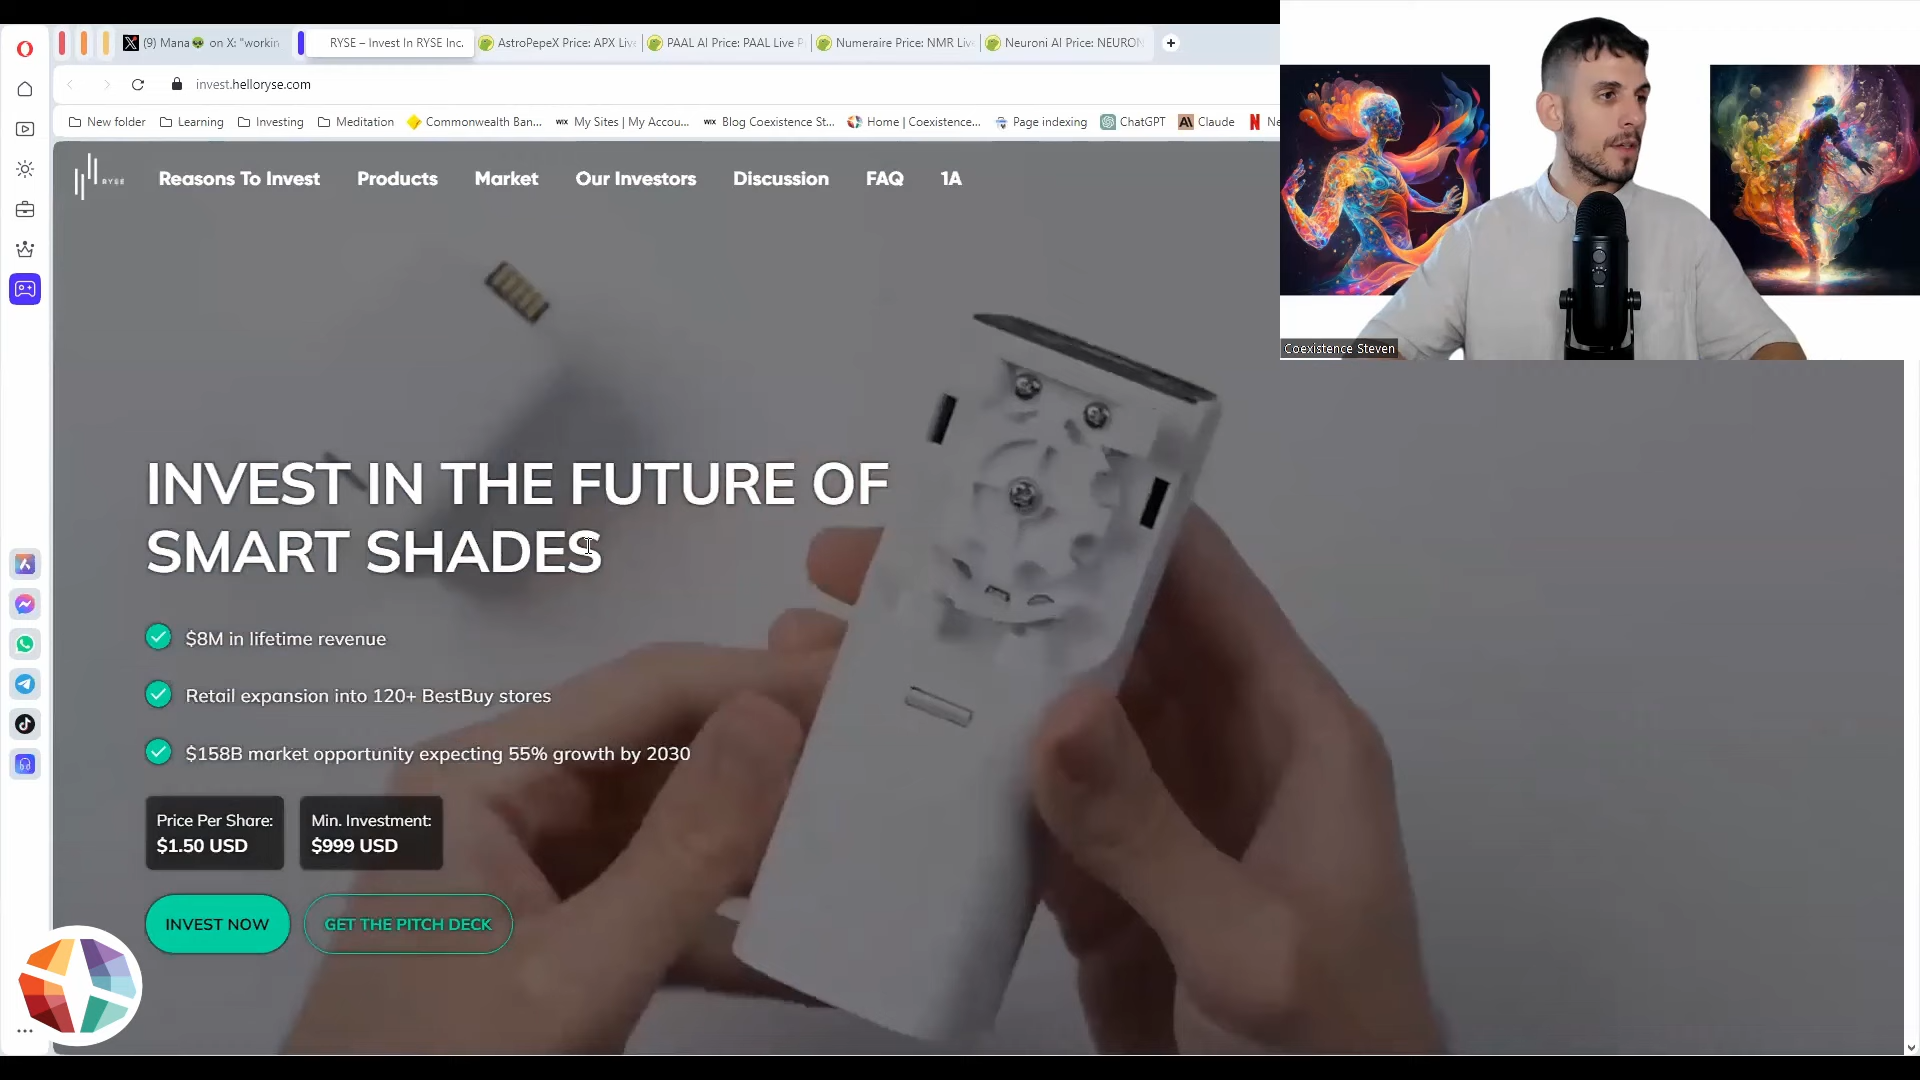 (9) Mana👽 on X: "workin
RYSE – Invest In RYSE Inc.
AstroPepeX Price: APX Live
PAAL AI Price: PAAL Live P
Numeraire Price: NMR Liv
Neuroni AI Price: NEURON
invest.helloryse.com
New folder
Learning
Investing
Meditation
Commonwealth Ban...
WIX My Sites | My Accou...
WIX Blog Coexistence St...
Home | Coexistence...
Page indexing
ChatGPT
Claude
Ne
RYSE
Reasons To Invest
Products
Market
Our Investors
Discussion
FAQ
1A
Coexistence Steven
INVEST IN THE FUTURE OF
SMART SHADES
$8M in lifetime revenue
Retail expansion into 120+ BestBuy stores
$158B market opportunity expecting 55% growth by 2030
Price Per Share:
$1.50 USD
Min. Investment:
$999 USD
INVEST NOW
GET THE PITCH DECK